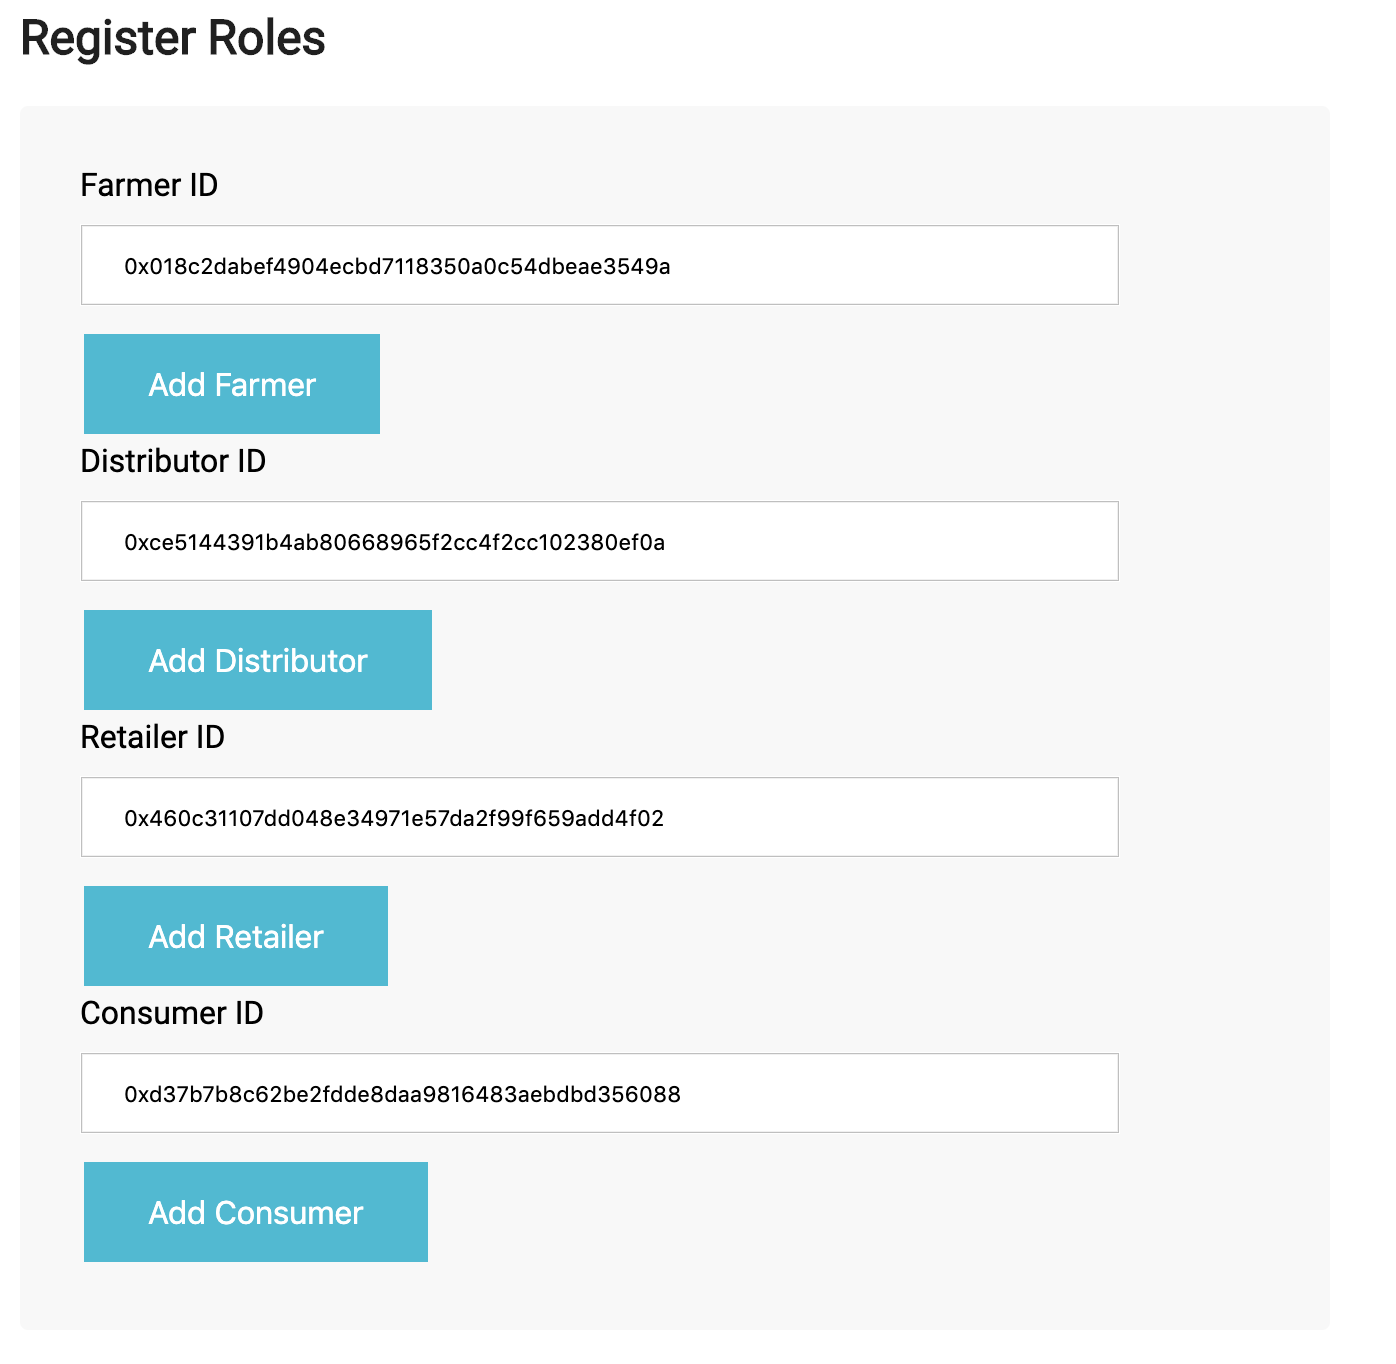 Register Roles
Farmer ID
0x018c2dabef4904ecbd7118350a0c54dbeae3549a
Add Farmer
Distributor ID
0xce5144391b4ab80668965f2cc4f2cc102380ef0a
Add Distributor
Retailer ID
0x460c31107dd048e34971e57da2f99f659add4f02
Add Retailer
Consumer ID
0xd37b7b8c62be2fdde8daa9816483aebdbd356088
Add Consumer